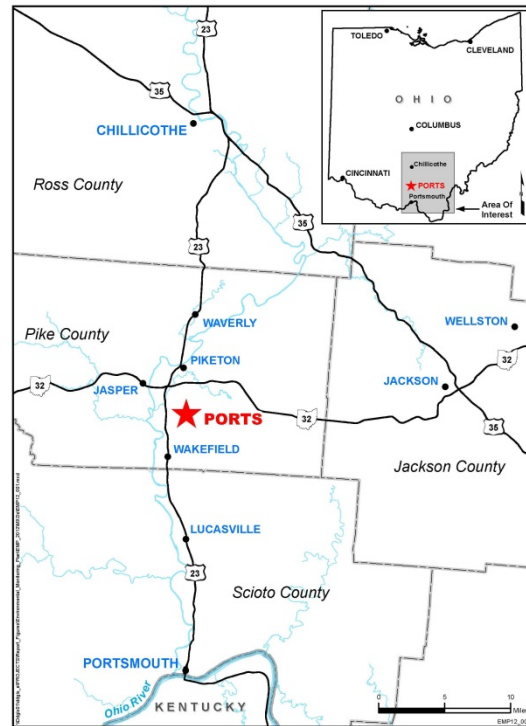 23
35
CHILLICOTHE
Ross County
23
35
TOLEDO
CLEVELAND
O H I O
COLUMBUS
Chillicothe
CINCINNATI
PORTS
Portsmouth
Area Of
Interest
Pike County
WAVERLY
PIKETON
JASPER
32
PORTS
WAKEFIELD
WELLSTON
32
JACKSON
32
35
Jackson County
LUCASVILLE
23
Scioto County
PORTSMOUTH
Ohio River
KENTUCKY
0 5 10
Miles